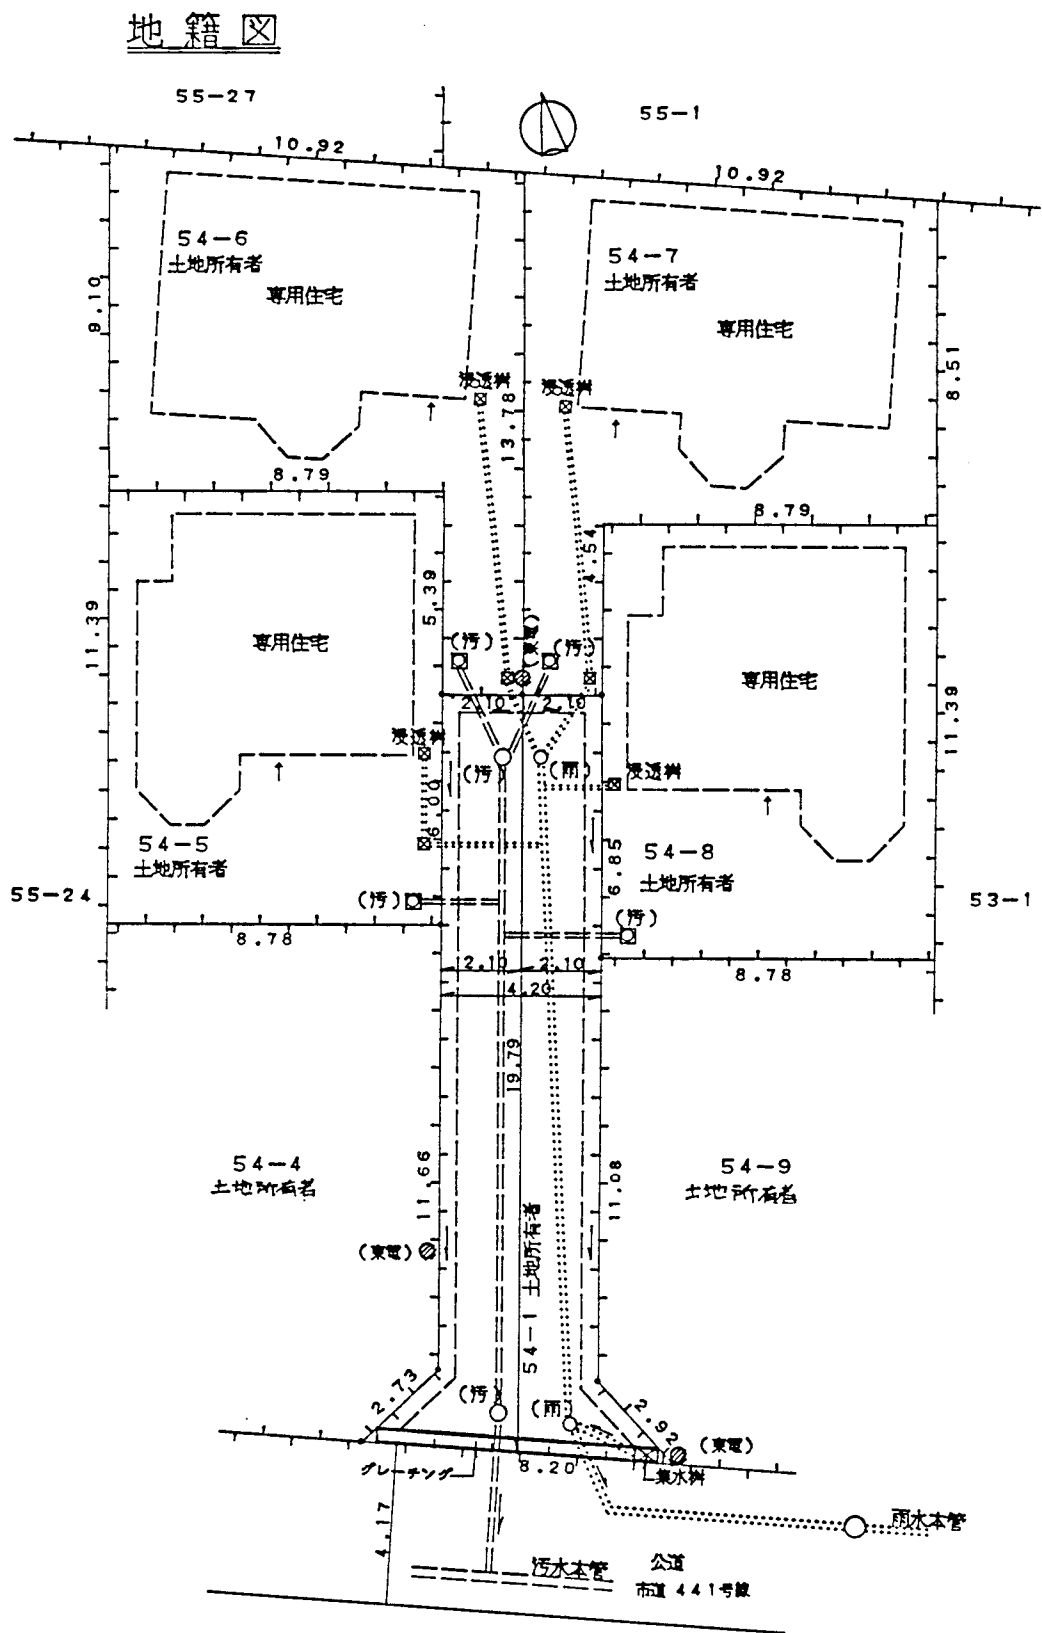 地籍図
55-27
55-1
10.92
10.92
54-6
土地所有者
専用住宅
54-7
土地所有者
専用住宅
9.10
8.51
浸透桝
浸透桝
13.78
8.79
8.79
4.54
5.39
11.39
専用住宅
(汚)
(東電)
(汚)
専用住宅
11.39
2.10
2.10
浸透桝
(汚)
(雨)
浸透桝
6.00
54-5
土地所有者
6.85
54-8
土地所有者
55-24
(汚)
(汚)
53-1
8.78
2.10
2.10
8.78
4.20
19.79
54-4
土地所有者
11.66
54-9
土地所有者
11.08
(東電)
54-1 土地所有者
2.73
(汚)
(雨)
2.92
(東電)
グレーチング
8.20
集水桝
4.17
雨水本管
汚水本管
公道
市道 441号線